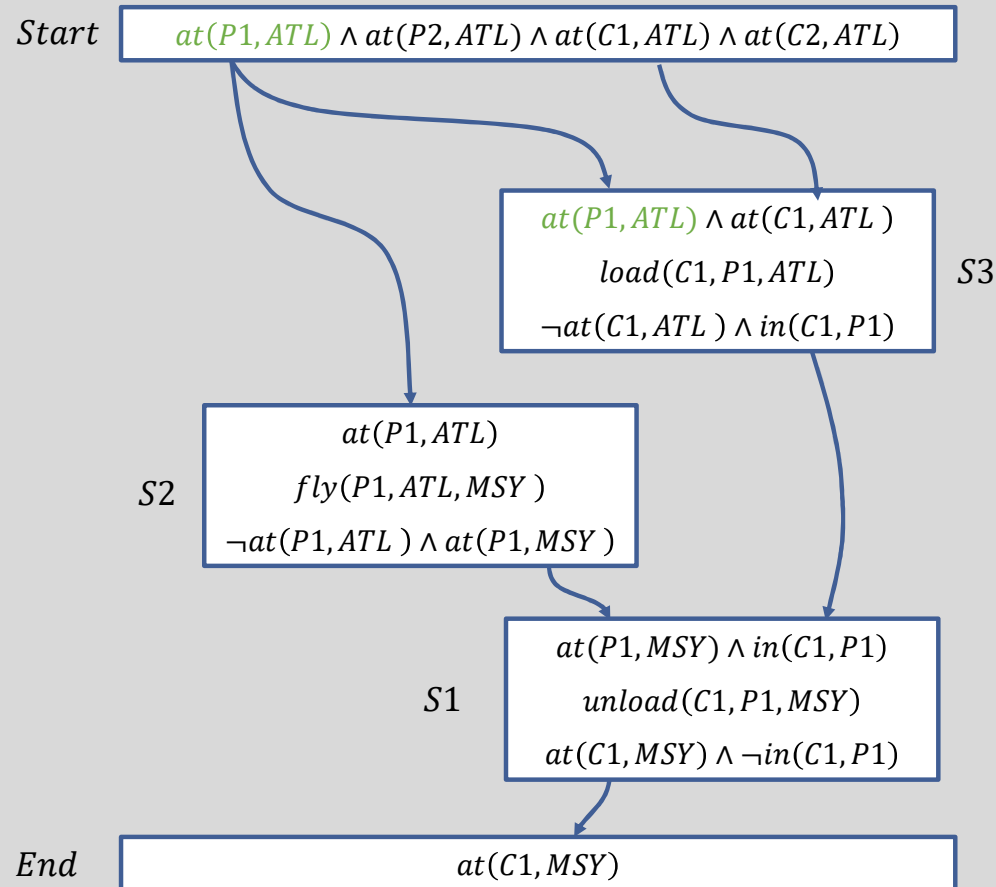 Start
at(P1, ATL) ∧ at(P2, ATL) ∧ at(C1, ATL) ∧ at(C2, ATL)
at(P1, ATL) ∧ at(C1, ATL )
load(C1, P1, ATL)
¬at(C1, ATL ) ∧ in(C1, P1)
S3
S2
at(P1, ATL)
fly(P1, ATL, MSY )
¬at(P1, ATL ) ∧ at(P1, MSY )
S1
at(P1, MSY) ∧ in(C1, P1)
unload(C1, P1, MSY)
at(C1, MSY) ∧ ¬in(C1, P1)
End
at(C1, MSY)